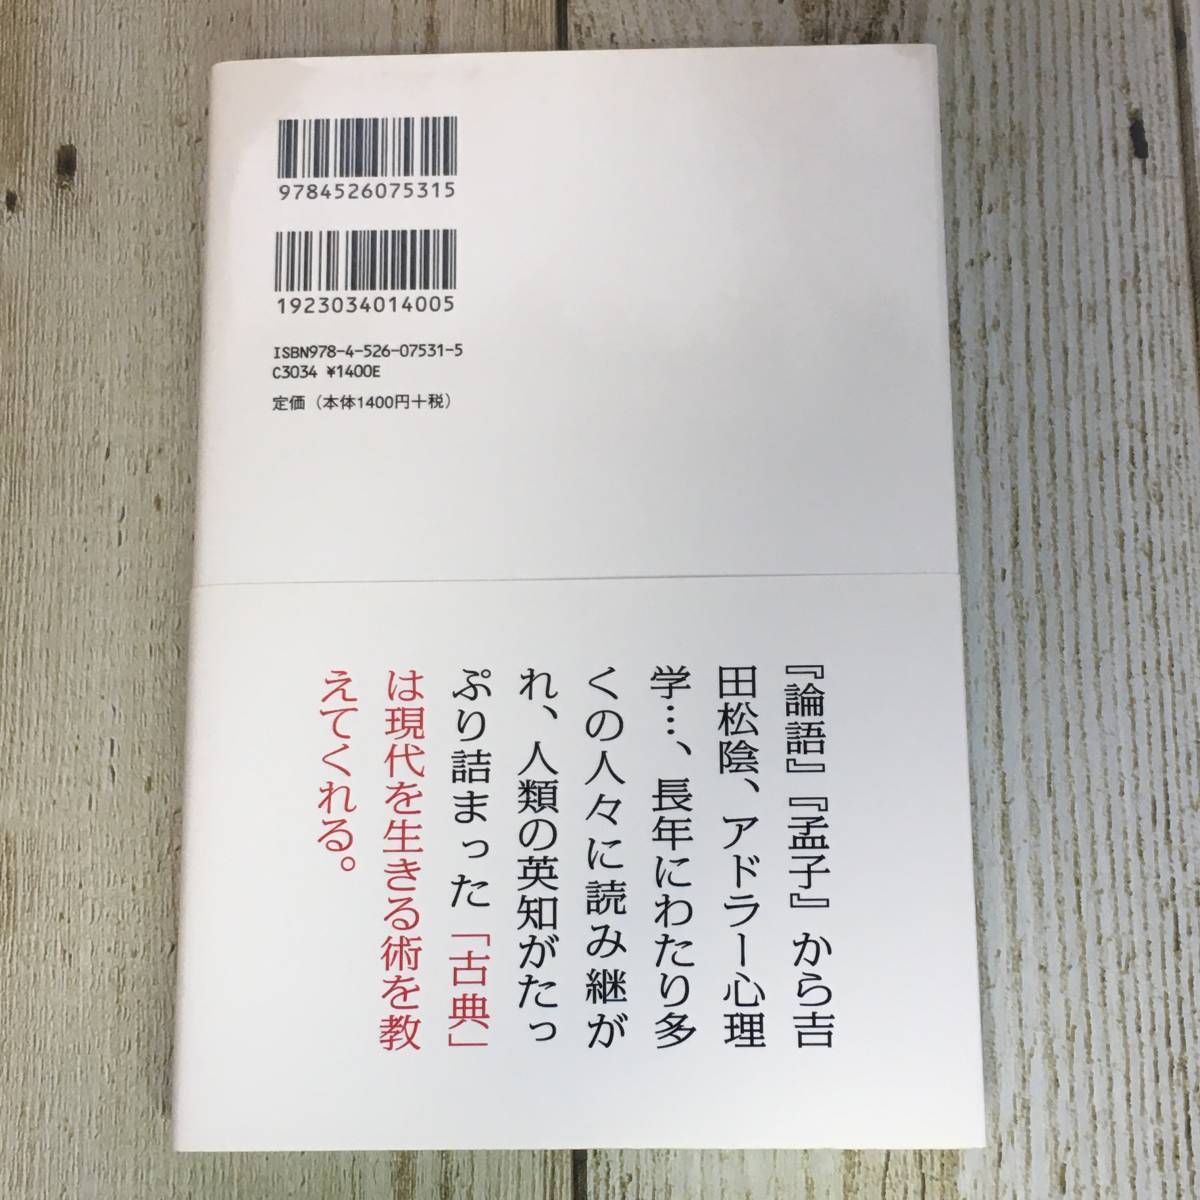 9784526075315
1923034014005
ISBN978-4-526-07531-5
C3034 ¥1400E
定価（本体1400円＋税）
『論語』『孟子』から吉
田松陰、アドラー心理
学…、長年にわたり多
くの人々に読み継が
れ、人類の英知がたっ
ぷり詰まった「古典」
は現代を生きる術を教
えてくれる。